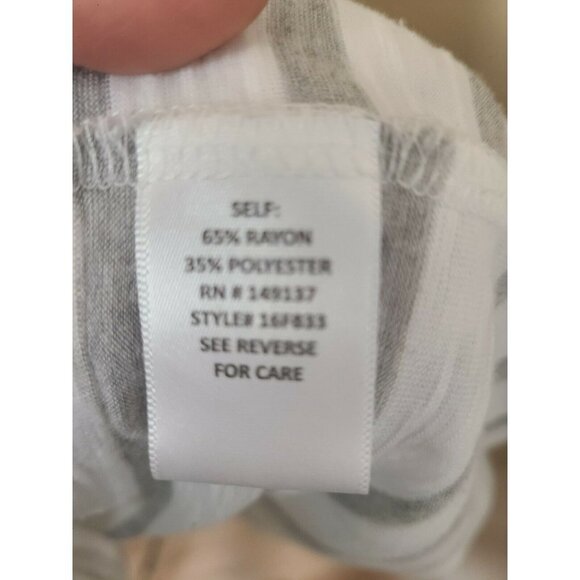 SELF:
65% RAYON
35% POLYESTER
RN # 149137
STYLE# 16F833
SEE REVERSE
FOR CARE